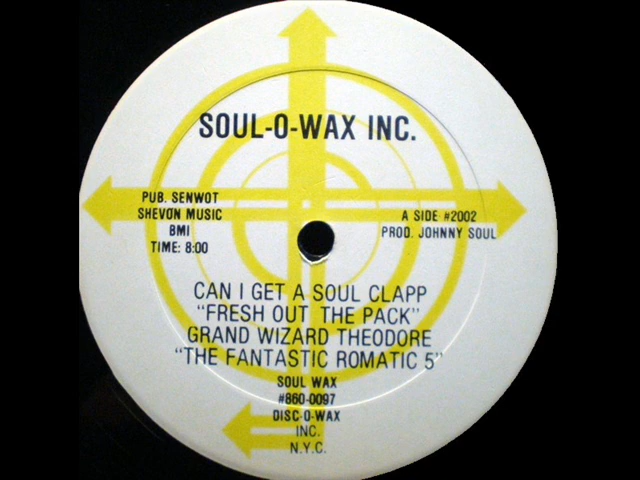 SOUL-O-WAX INC.
PUB. SENWOT
SHEVON MUSIC
BMI
TIME: 8:00
A SIDE #2002
PROD. JOHNNY SOUL
CAN I GET A SOUL CLAPP
"FRESH OUT THE PACK"
GRAND WIZARD THEODORE
"THE FANTASTIC ROMATIC 5"
SOUL WAX
#860-0097
DISC-O-WAX
INC.
N.Y.C.